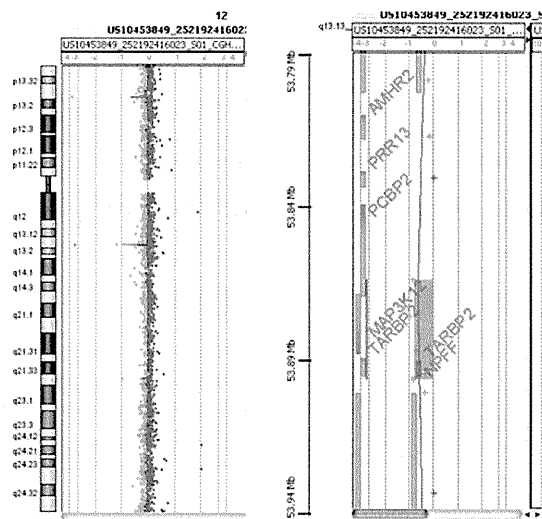 12
US10453849_252192416023
US10453849_252192416023_S01_CGH...
p13.32
p13.2
p12.3
p12.1
p11.22
q12
q13.12
q13.2
q14.1
q14.3
q21.1
q21.31
q21.33
q23.1
q23.3
q24.12
q24.21
q24.23
q24.32
US10453849_252192416023_S
q13.13
US10453849_252192416023_S01_...
53.79 Mb
53.84 Mb
53.89 Mb
53.94 Mb
AMHR2
PRR13
PCBP2
MAP3K12
TARBP2
TARBP2
NPFF